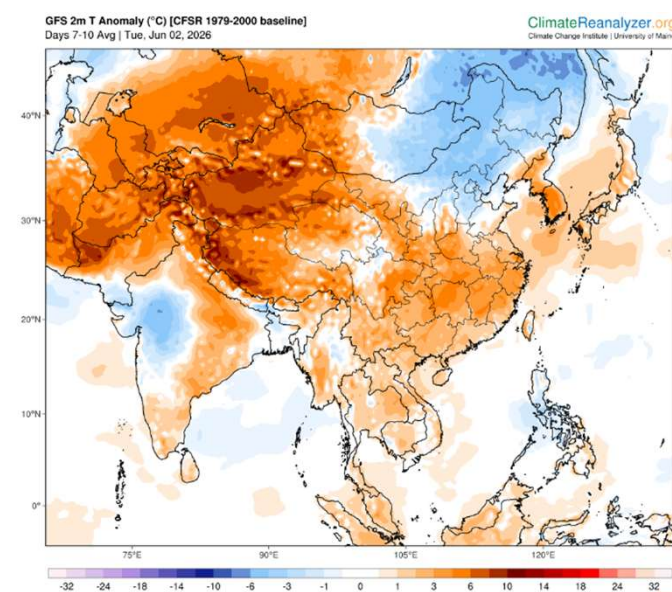 GFS 2m T Anomaly (°C) [CFSR 1979-2000 baseline]
Days 7-10 Avg | Tue, Jun 02, 2026
ClimateReanalyzer.org
Climate Change Institute | University of Maine
40°N
30°N
20°N
10°N
0°
75°E 90°E 105°E 120°E
-32 -24 -18 -14 -10 -6 -3 -1 0 1 3 6 10 14 18 24 32